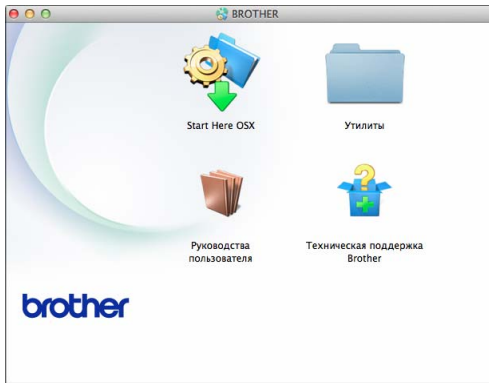 BROTHER
Start Here OSX
Утилиты
Руководства
пользователя
Техническая поддержка
Brother
brother